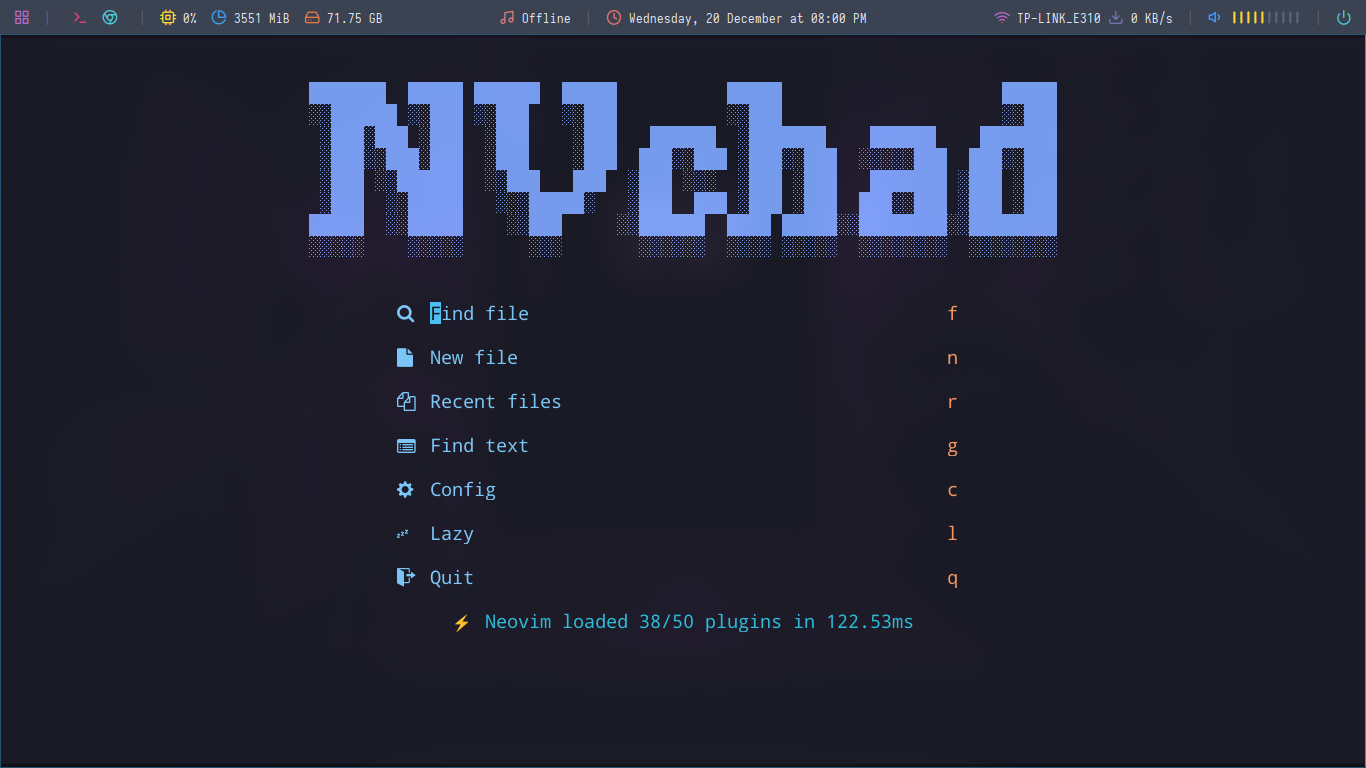 0% 3551 MiB 71.75 GB Offline Wednesday, 20 December at 08:00 PM TP-LINK_E310 0 KB/s
NVchad
Find file f
New file n
Recent files r
Find text g
Config c
Lazy l
Quit q
⚡ Neovim loaded 38/50 plugins in 122.53ms